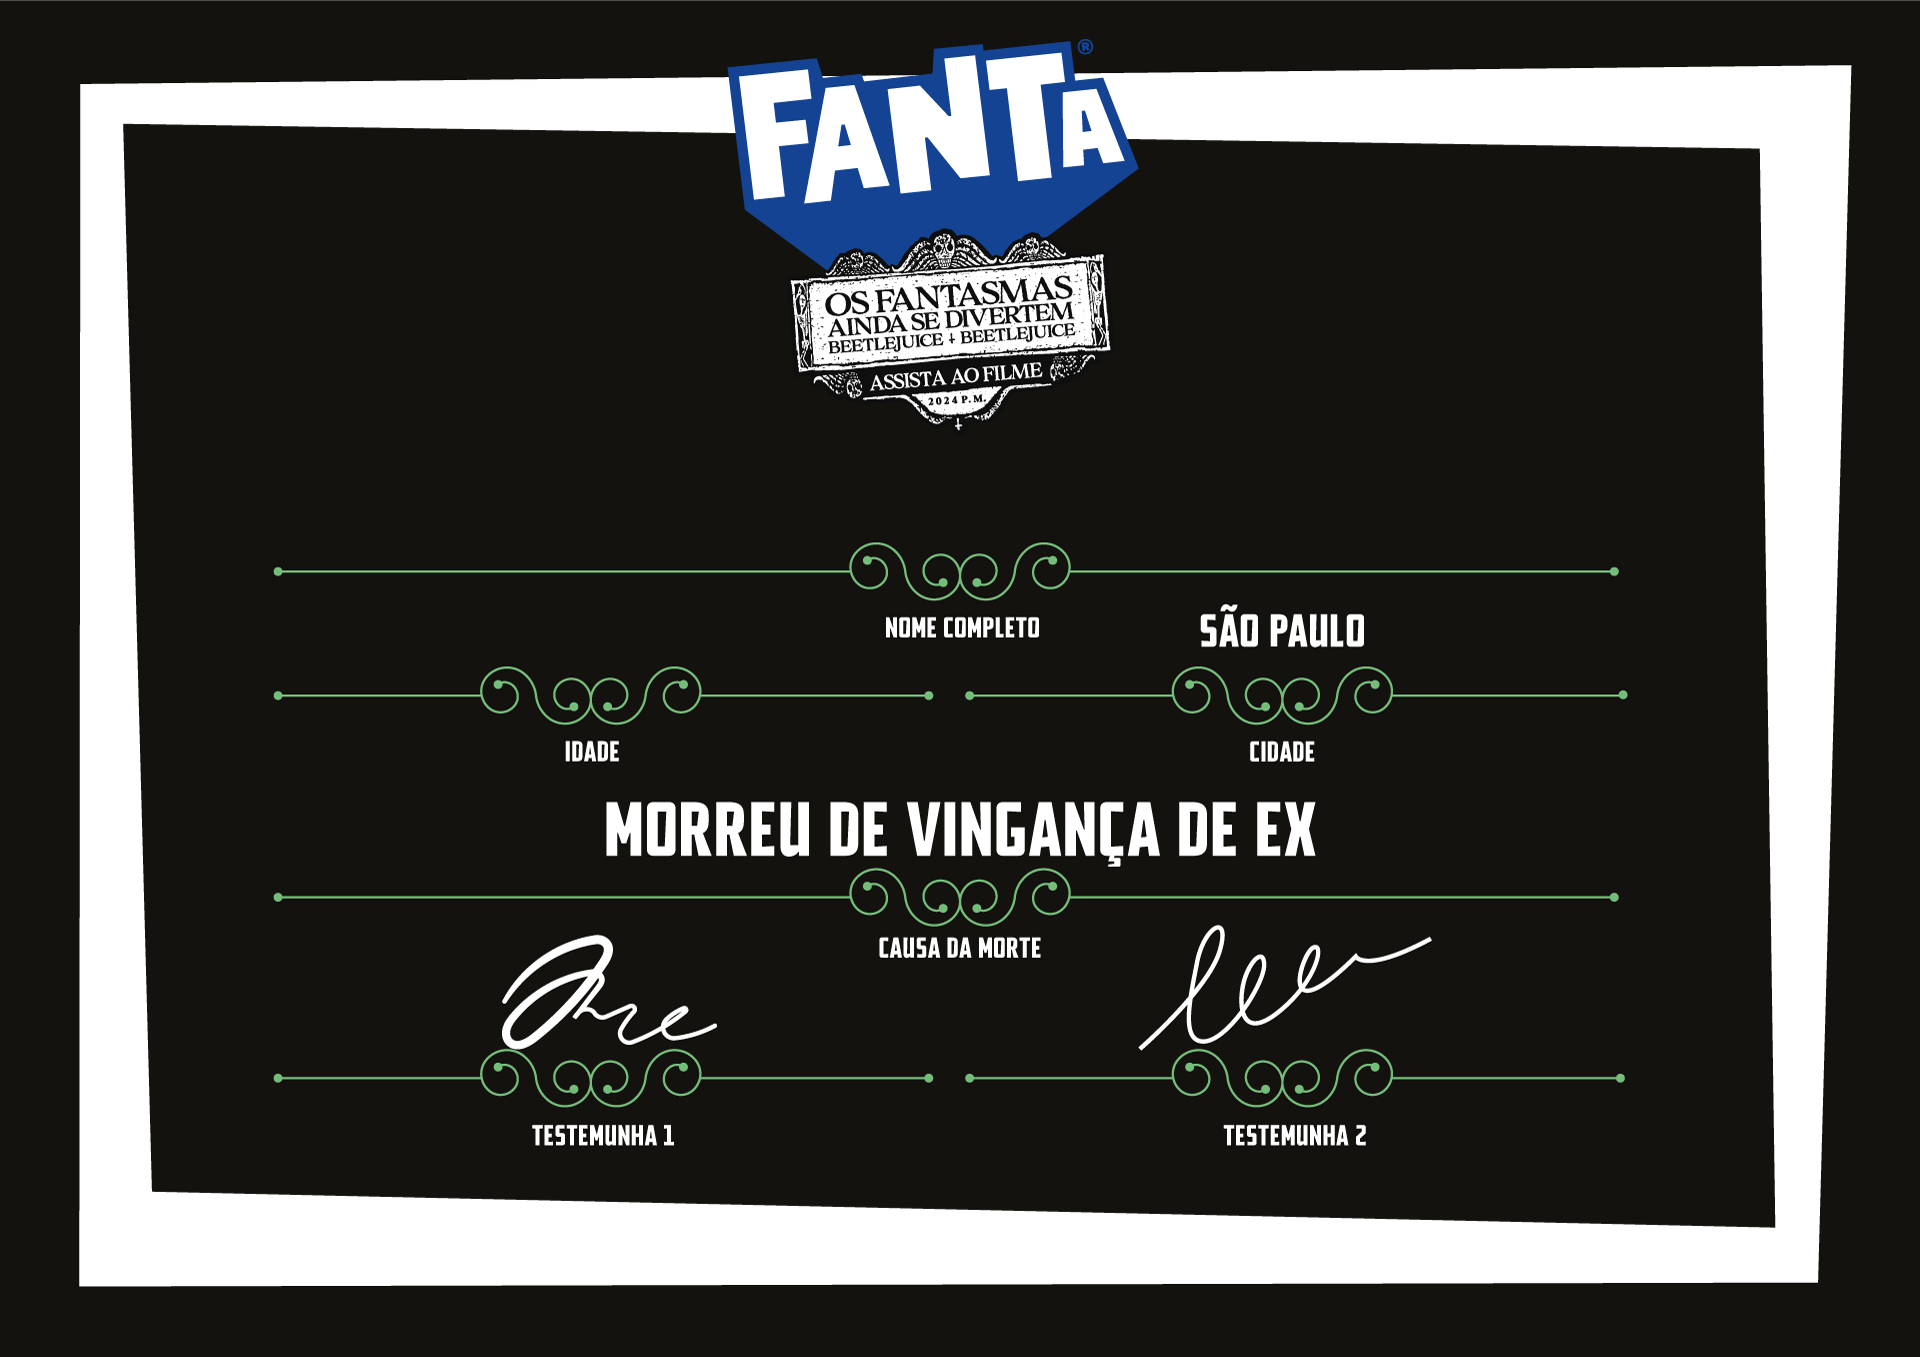 FANTA®
OS FANTASMAS
AINDA SE DIVERTEM
BEETLEJUICE + BEETLEJUICE
ASSISTA AO FILME
2024 P.M.
NOME COMPLETO
SÃO PAULO
IDADE
CIDADE
MORREU DE VINGANÇA DE EX
CAUSA DA MORTE
TESTEMUNHA 1
TESTEMUNHA 2